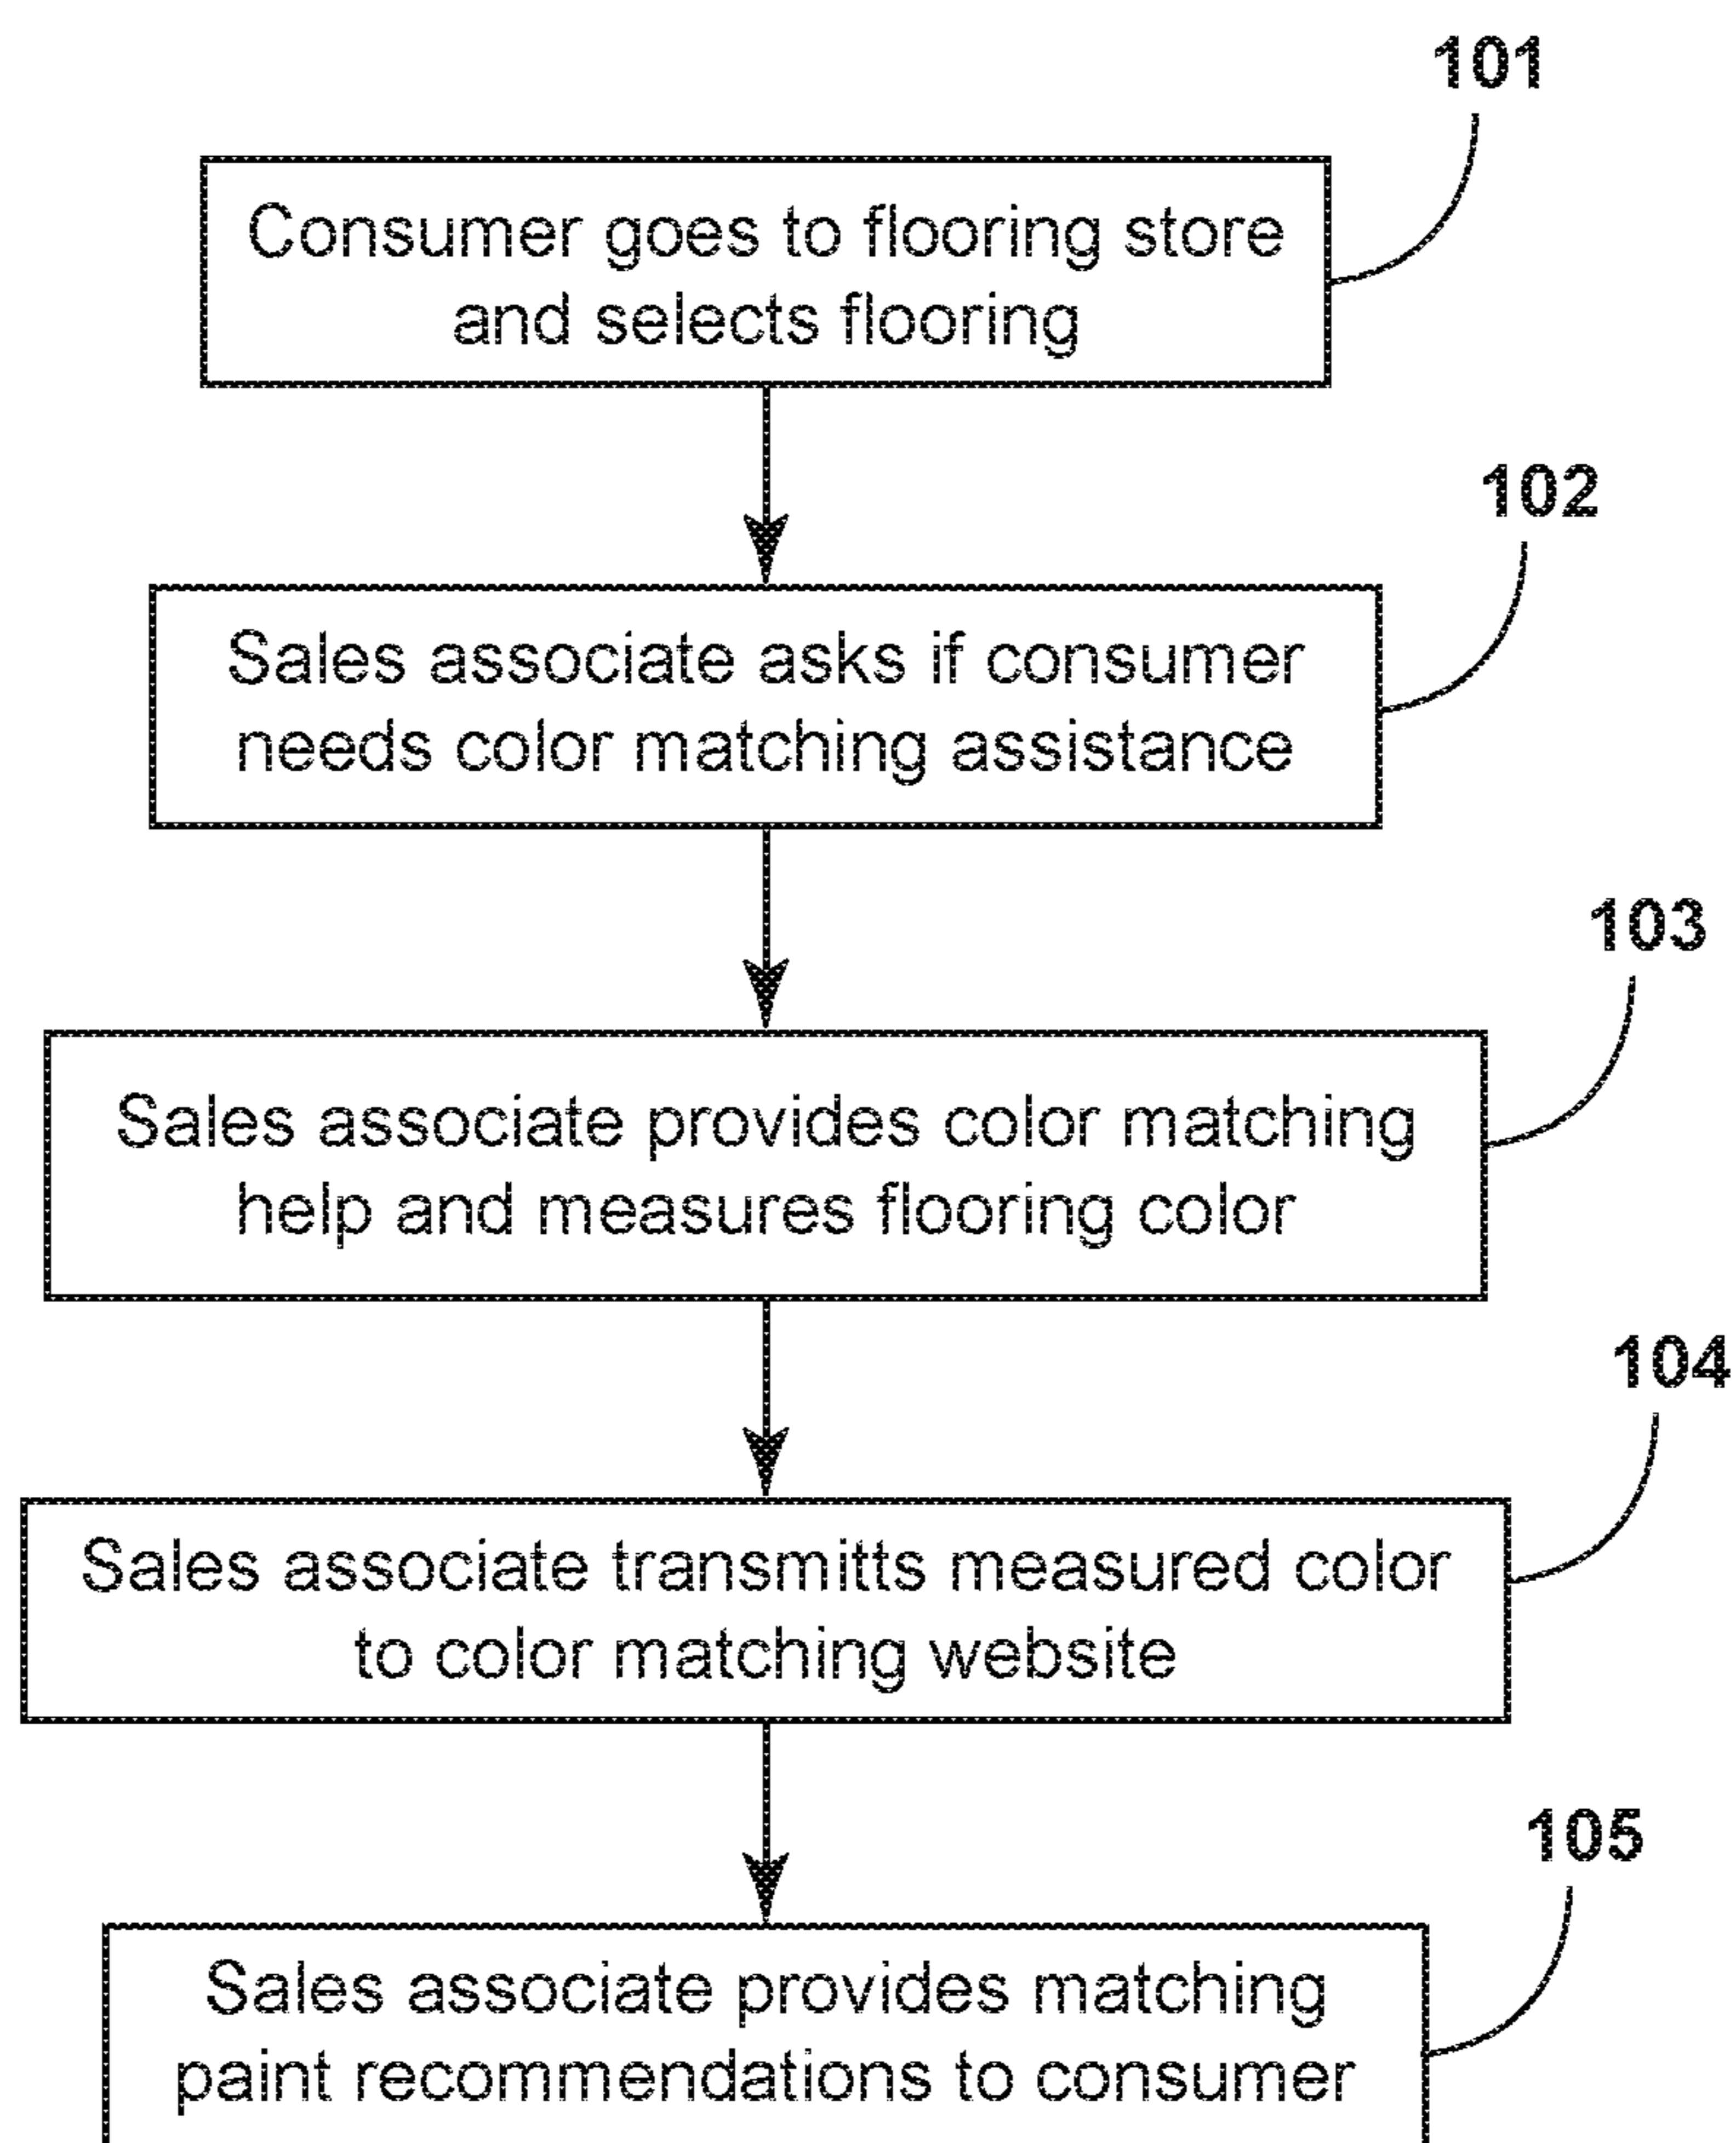 101
Consumer goes to flooring store
and selects flooring
102
Sales associate asks if consumer
needs color matching assistance
103
Sales associate provides color matching
help and measures flooring color
104
Sales associate transmitts measured color
to color matching website
105
Sales associate provides matching
paint recommendations to consumer